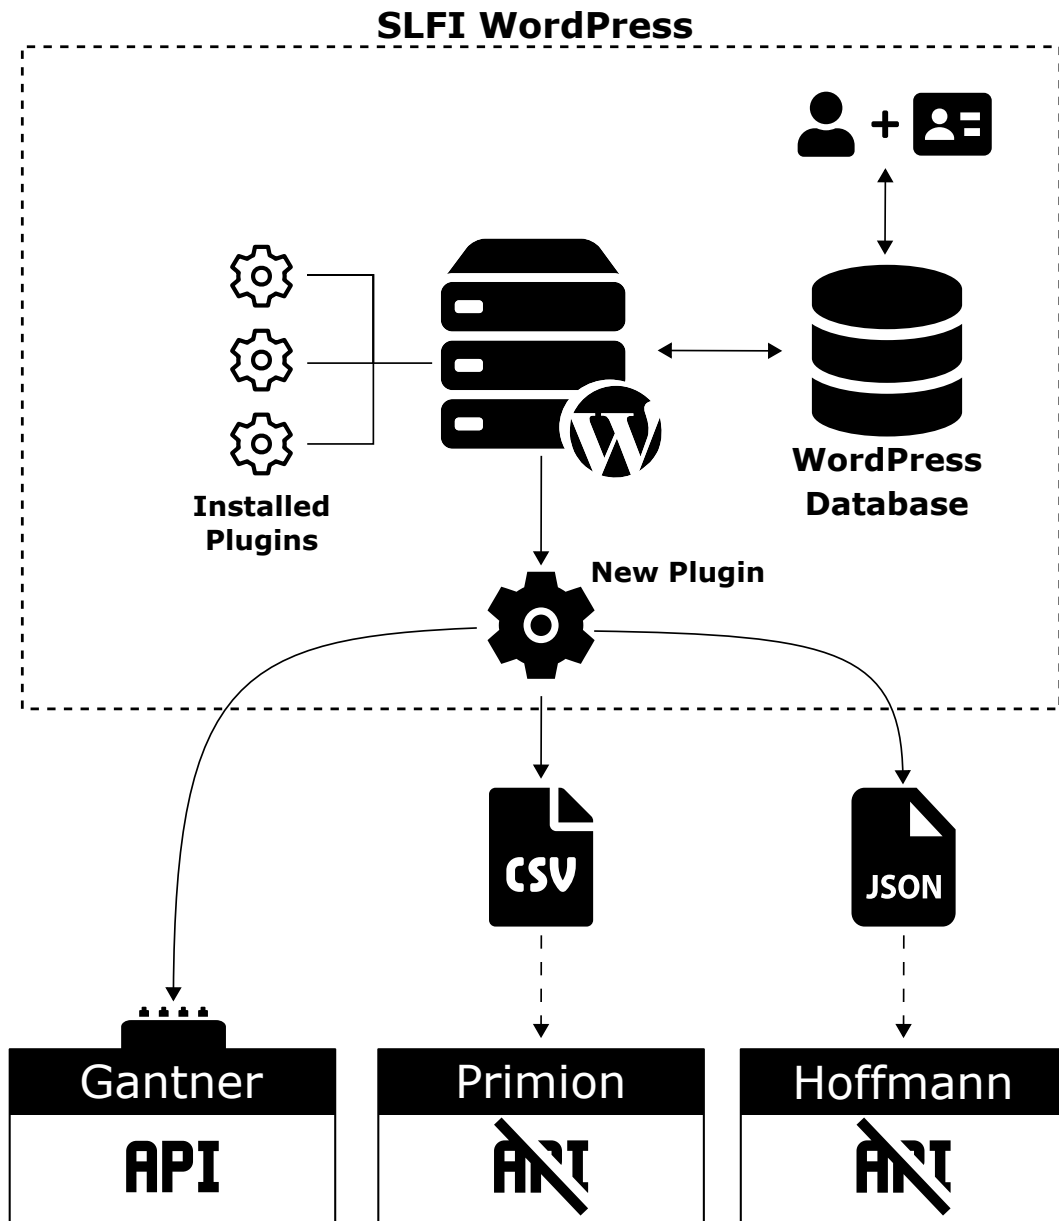 SLFI WordPress
WordPress
Database
Installed
Plugins
New Plugin
CSV
JSON
Gantner
Primion
Hoffmann
API
API
API